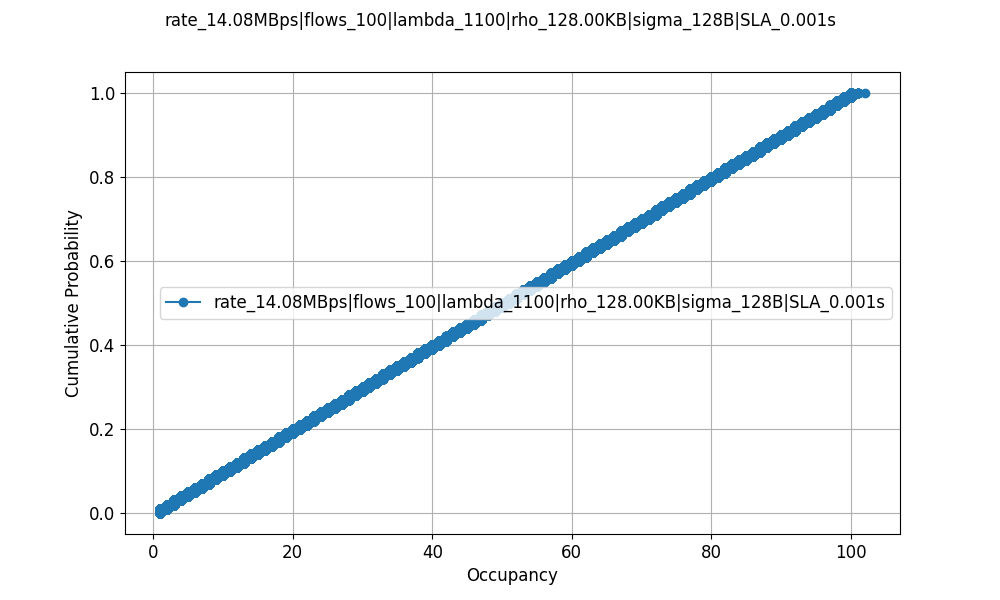 rate_14.08MBps|flows_100|lambda_1100|rho_128.00KB|sigma_128B|SLA_0.001s
1.0
0.8
0.6
0.4
0.2
0.0
Cumulative Probability
rate_14.08MBps|flows_100|lambda_1100|rho_128.00KB|sigma_128B|SLA_0.001s
0 20 40 60 80 100
Occupancy